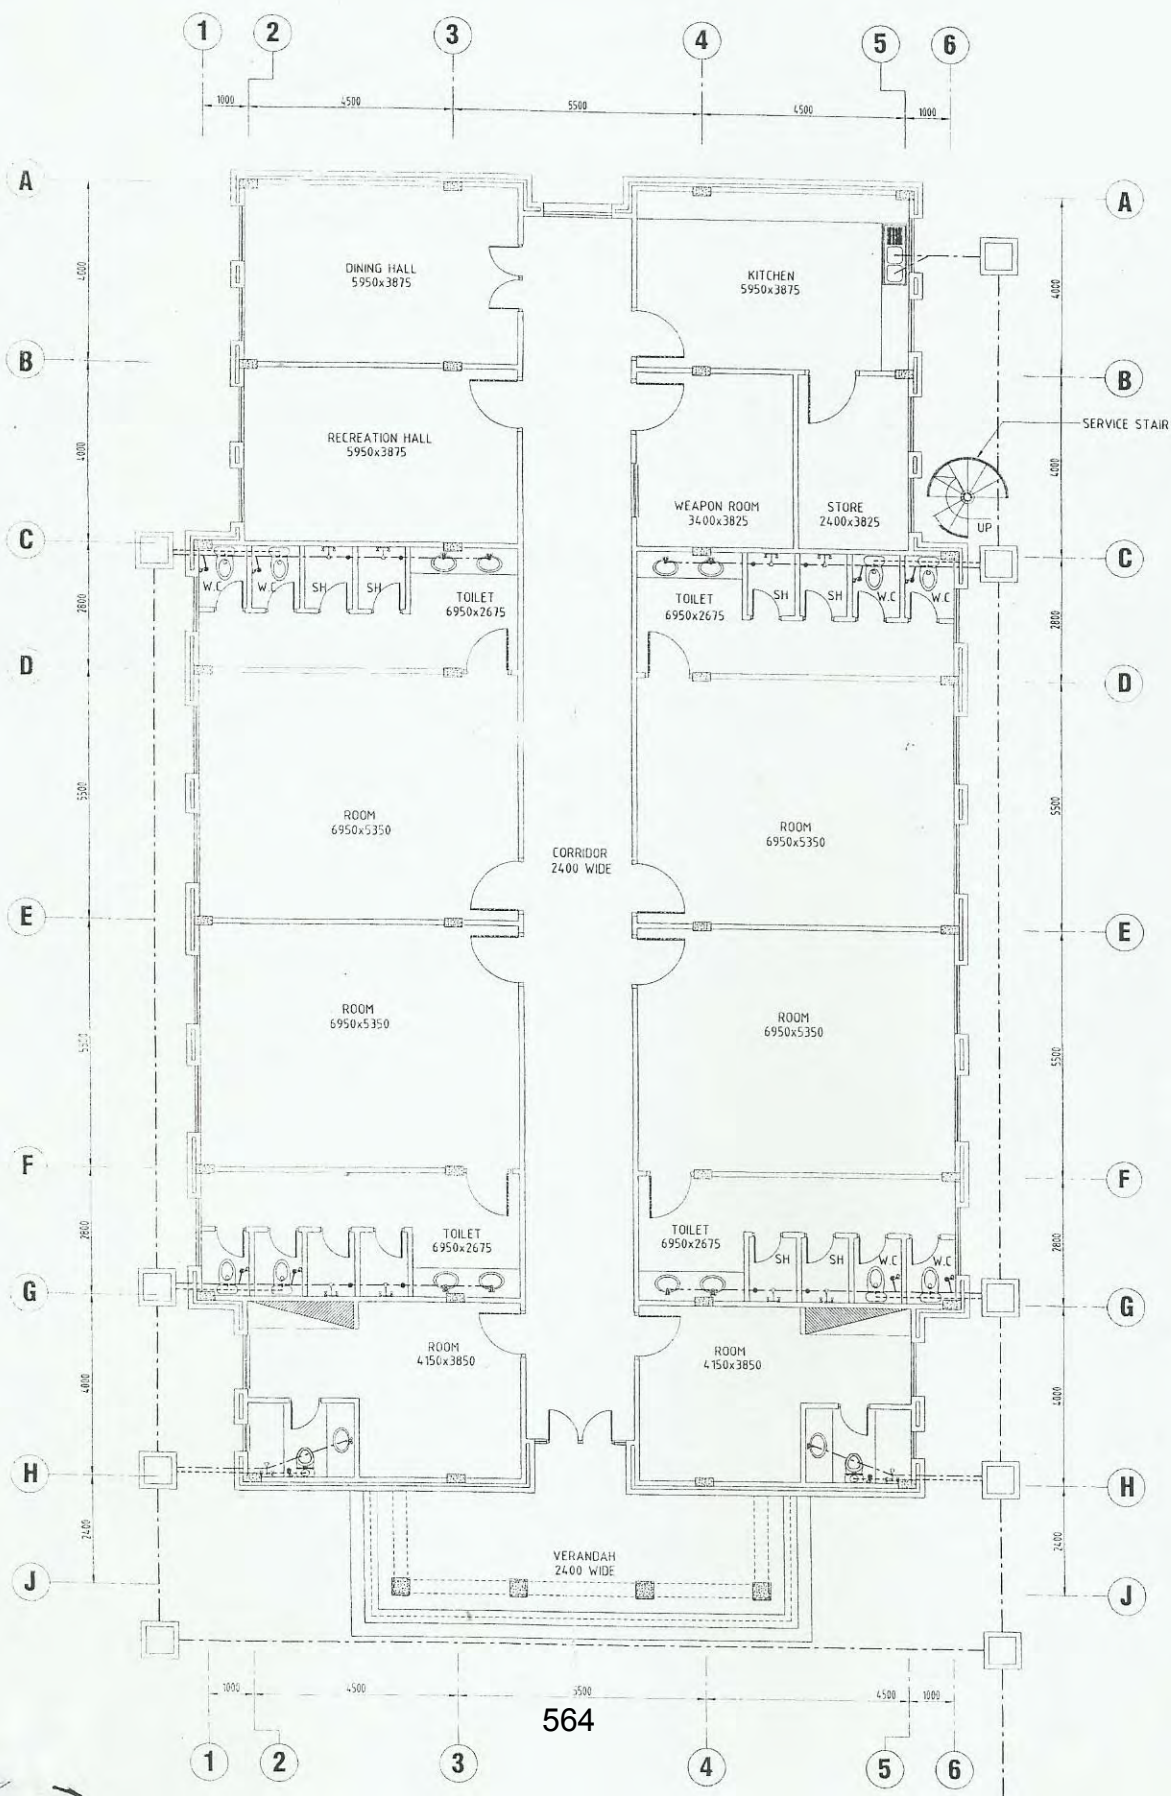 1 2 3 4 5 6
1000 4500 5500 4500 1000
A A
DINING HALL
5950x3875
KITCHEN
5950x3875
4000 4000
B B
SERVICE STAIR
RECREATION HALL
5950x3875
4000 4000
WEAPON ROOM
3400x3825
STORE
2400x3825
UP
C C
W.C W.C SH SH
TOILET
6950x2675
TOILET
6950x2675
SH SH W.C W.C
2800 2800
D D
5500 5500
ROOM
6950x5350
ROOM
6950x5350
CORRIDOR
2400 WIDE
E E
ROOM
6950x5350
ROOM
6950x5350
5500 5500
F F
TOILET
6950x2675
TOILET
6950x2675
SH SH W.C W.C
2800 2800
G G
ROOM
4150x3850
ROOM
4150x3850
4000 4000
H H
2400 2400
VERANDAH
2400 WIDE
J J
1000 4500 5500 4500 1000
564
1 2 3 4 5 6